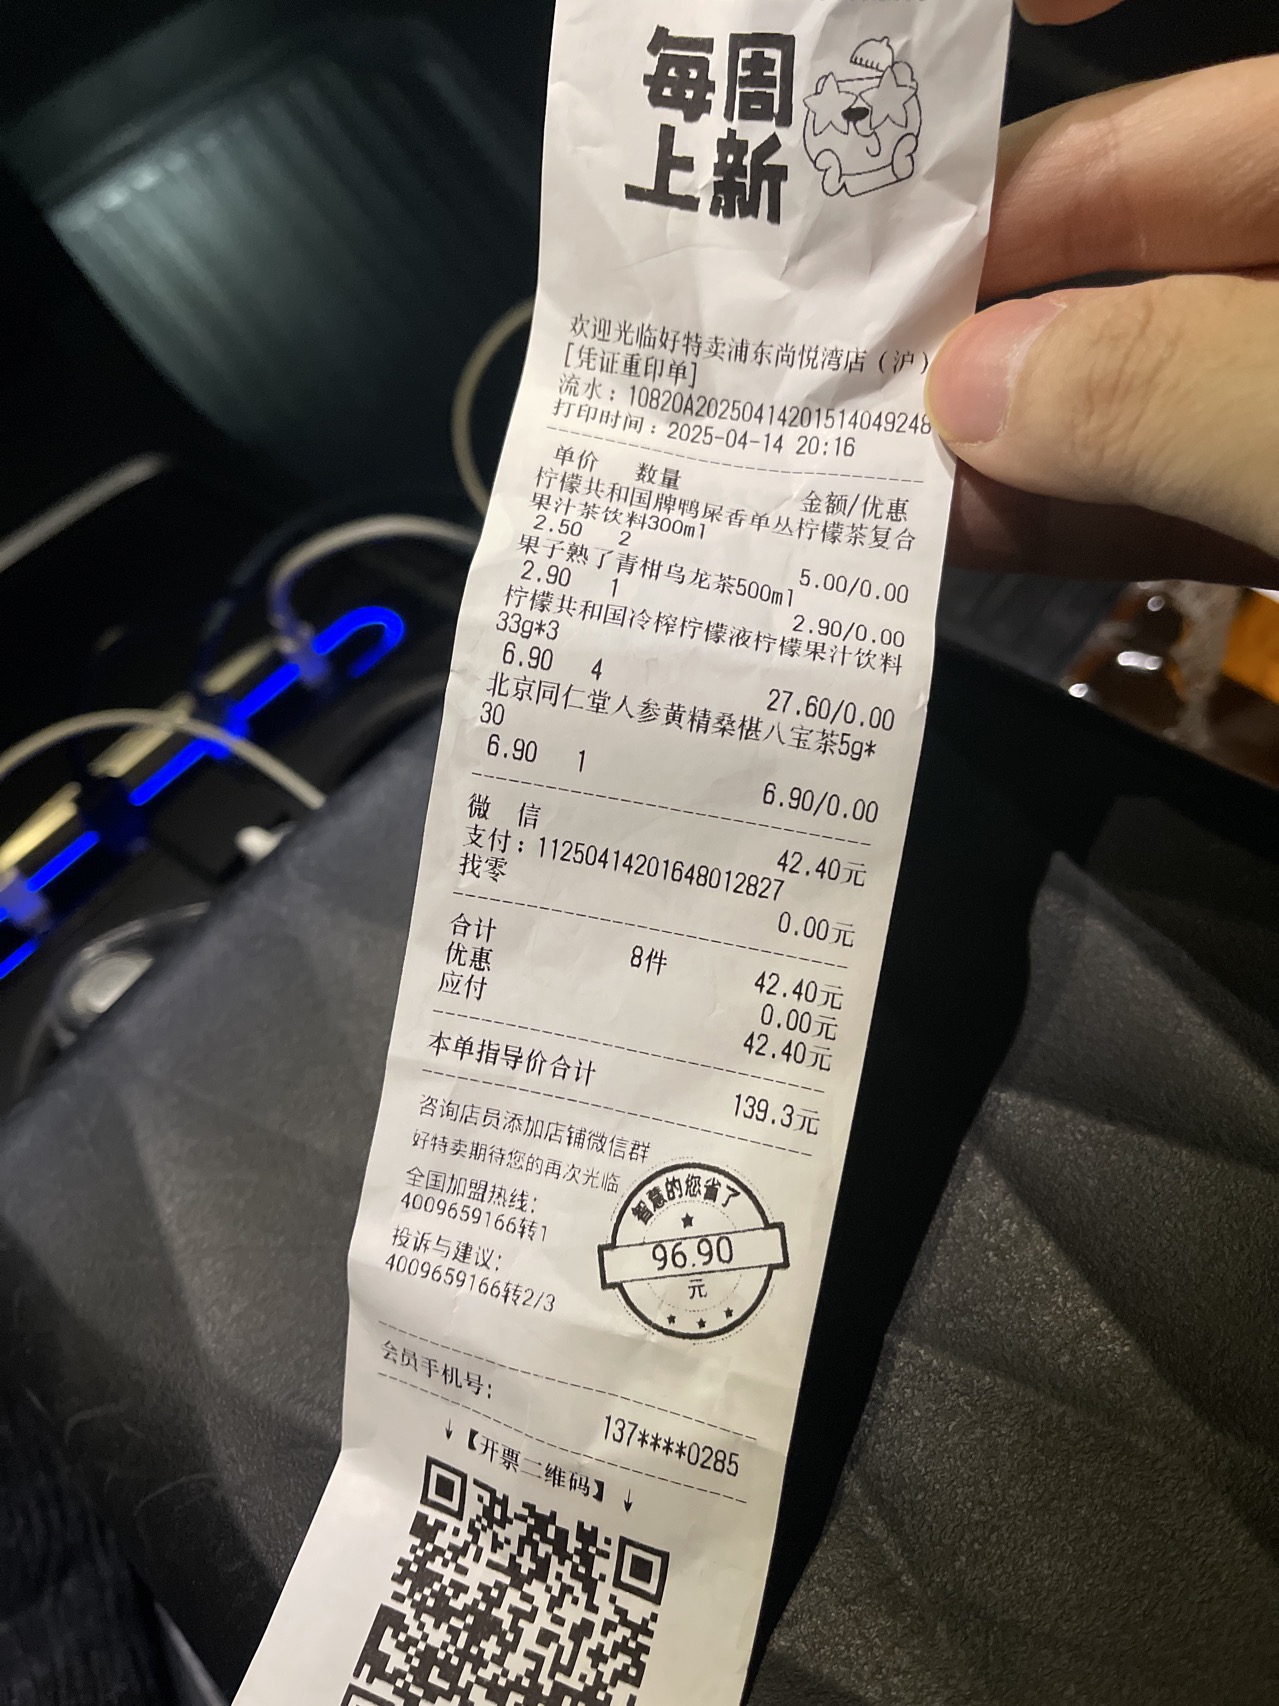 每周
上新
欢迎光临好特卖浦东尚悦湾店（沪）
[凭证重印单]
流水：10820A20250414201514049248
打印时间：2025-04-14 20:16
单价 数量 金额/优惠
柠檬共和国牌鸭屎香单丛柠檬茶复合
果汁茶饮料300ml
2.50 2 5.00/0.00
果子熟了青柑乌龙茶500ml
2.90 1 2.90/0.00
柠檬共和国冷榨柠檬液柠檬果汁饮料
33g*3
6.90 4 27.60/0.00
北京同仁堂人参黄精桑椹八宝茶5g*
30
6.90 1 6.90/0.00
微 信 42.40元
支付：11250414201648012827
找零 0.00元
合计 8件 42.40元
优惠 0.00元
应付 42.40元
本单指导价合计 139.3元
咨询店员添加店铺微信群
好特卖期待您的再次光临
全国加盟热线：
4009659166转1
投诉与建议：
4009659166转2/3
智慧的您省了
96.90
元
会员手机号： 137****0285
↓【开票二维码】↓